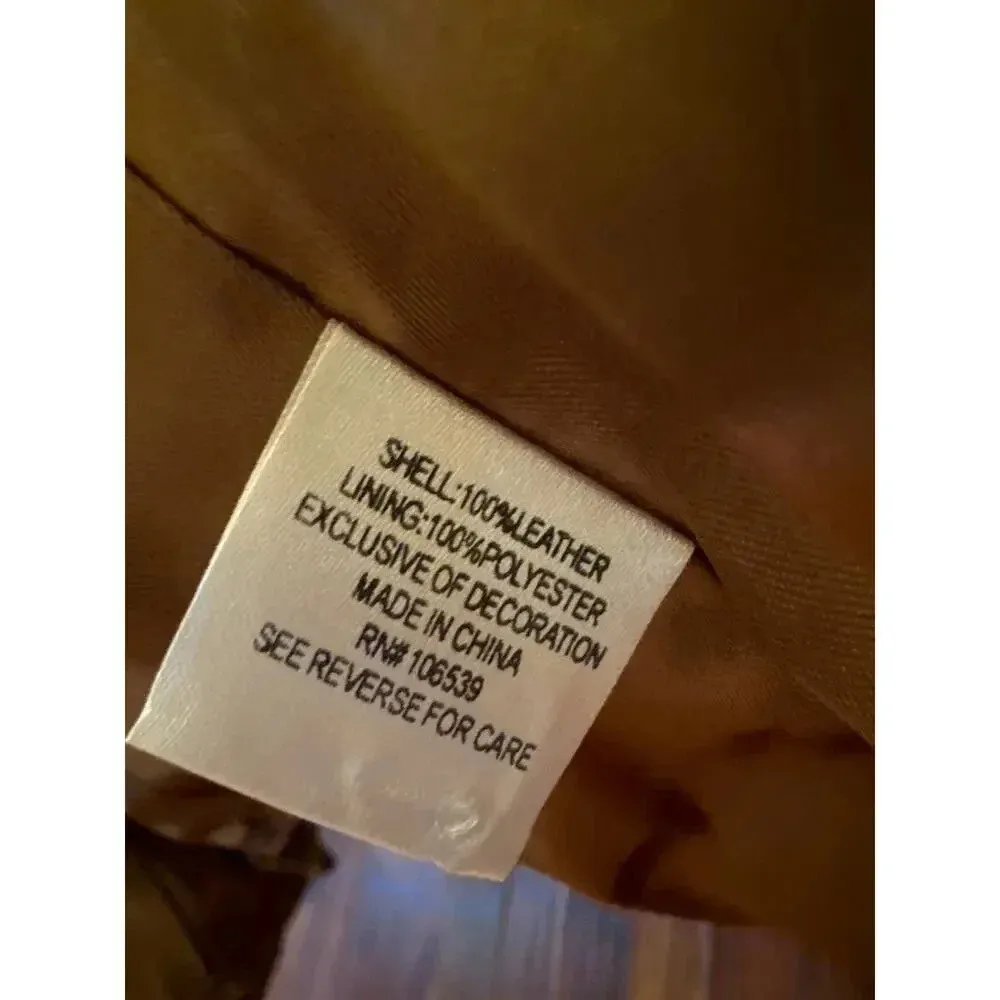 SHELL:100%LEATHER
LINING:100%POLYESTER
EXCLUSIVE OF DECORATION
MADE IN CHINA
RN# 106539
SEE REVERSE FOR CARE